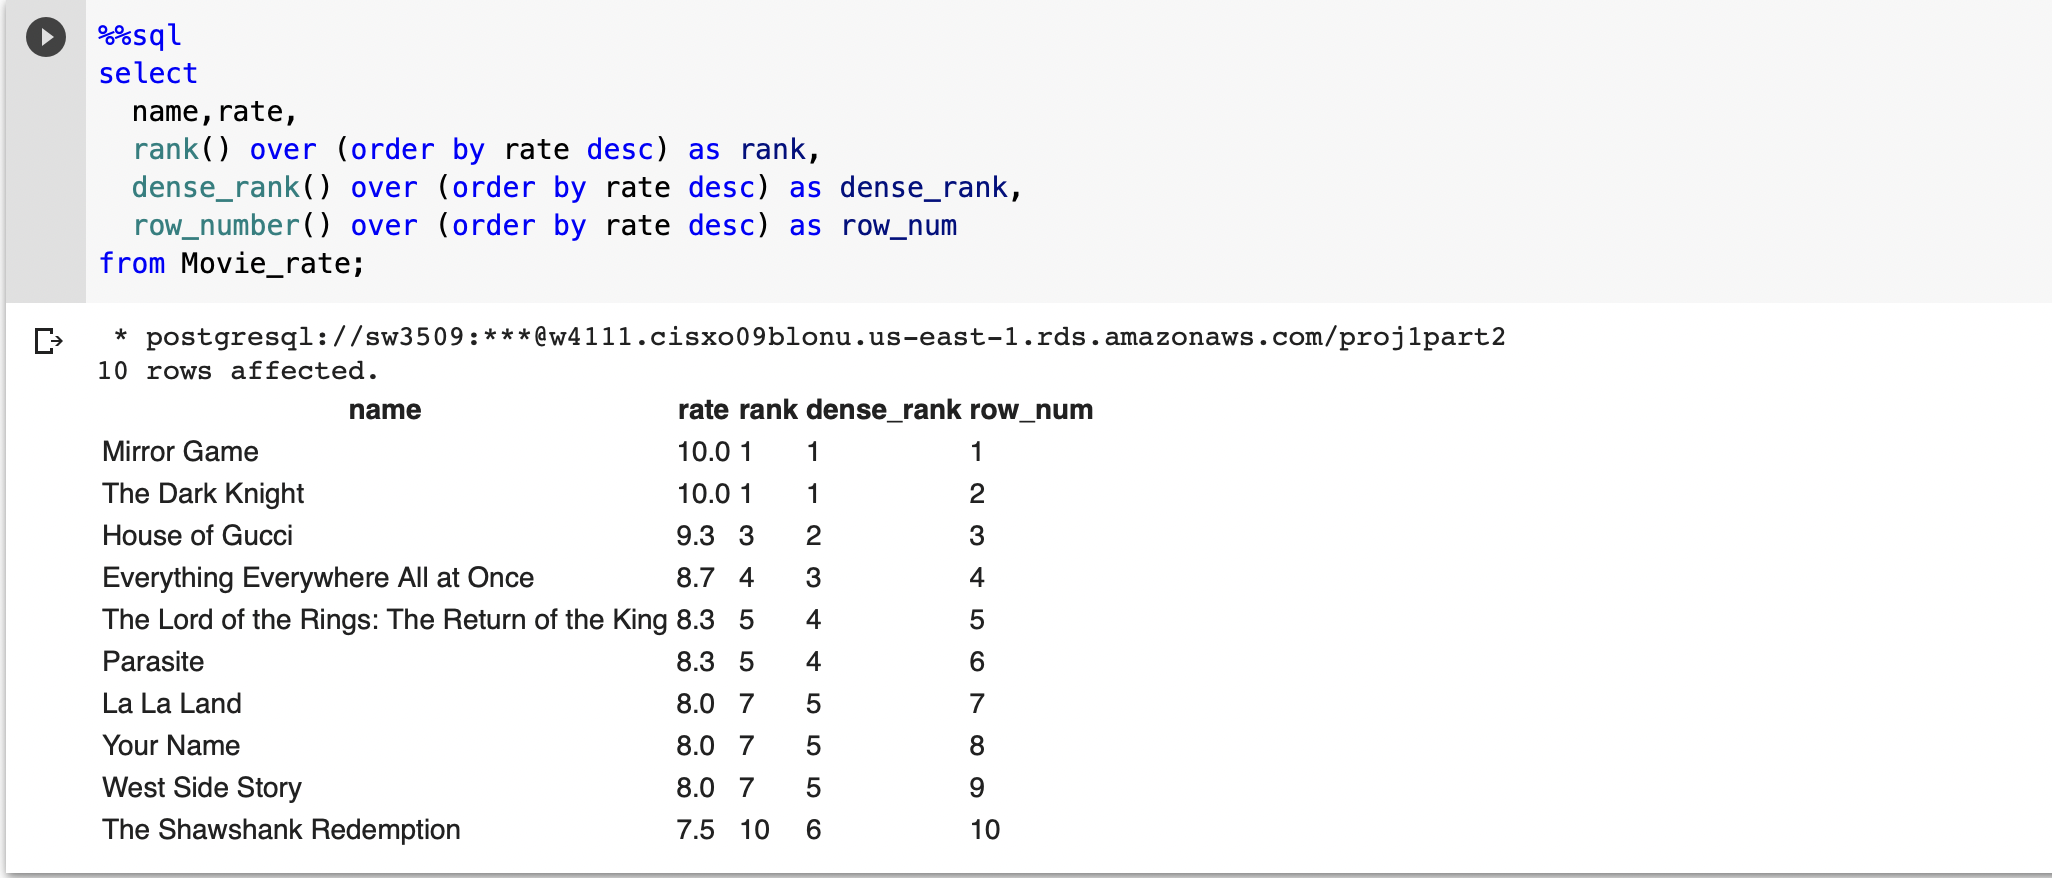 %%sql
select
name,rate,
rank() over (order by rate desc) as rank,
dense_rank() over (order by rate desc) as dense_rank,
row_number() over (order by rate desc) as row_num
from Movie_rate;
* postgresql://sw3509:***@w4111.cisxo09blonu.us-east-1.rds.amazonaws.com/proj1part2
10 rows affected.
name rate rank dense_rank row_num
Mirror Game 10.0 1 1 1
The Dark Knight 10.0 1 1 2
House of Gucci 9.3 3 2 3
Everything Everywhere All at Once 8.7 4 3 4
The Lord of the Rings: The Return of the King 8.3 5 4 5
Parasite 8.3 5 4 6
La La Land 8.0 7 5 7
Your Name 8.0 7 5 8
West Side Story 8.0 7 5 9
The Shawshank Redemption 7.5 10 6 10